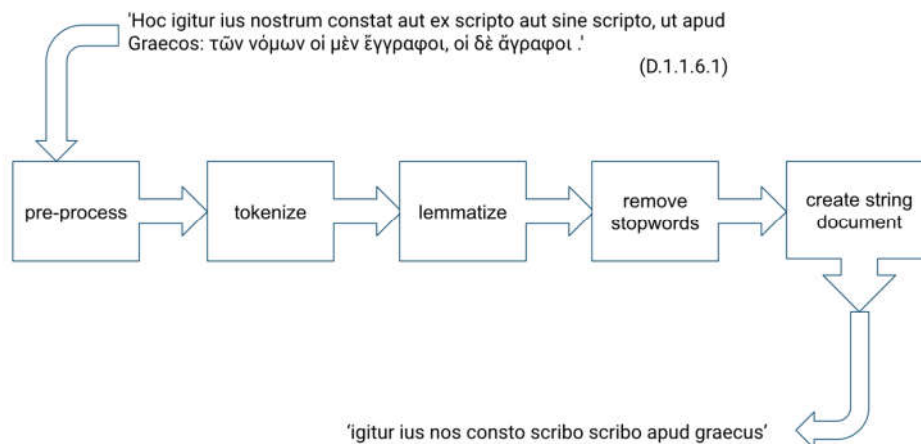 'Hoc igitur ius nostrum constat aut ex scripto aut sine scripto, ut apud
Graecos: τῶν νόμων οἱ μὲν ἔγγραφοι, οἱ δὲ ἄγραφοι .'
(D.1.1.6.1)
pre-process
tokenize
lemmatize
remove
stopwords
create string
document
‘igitur ius nos consto scribo scribo apud graecus’